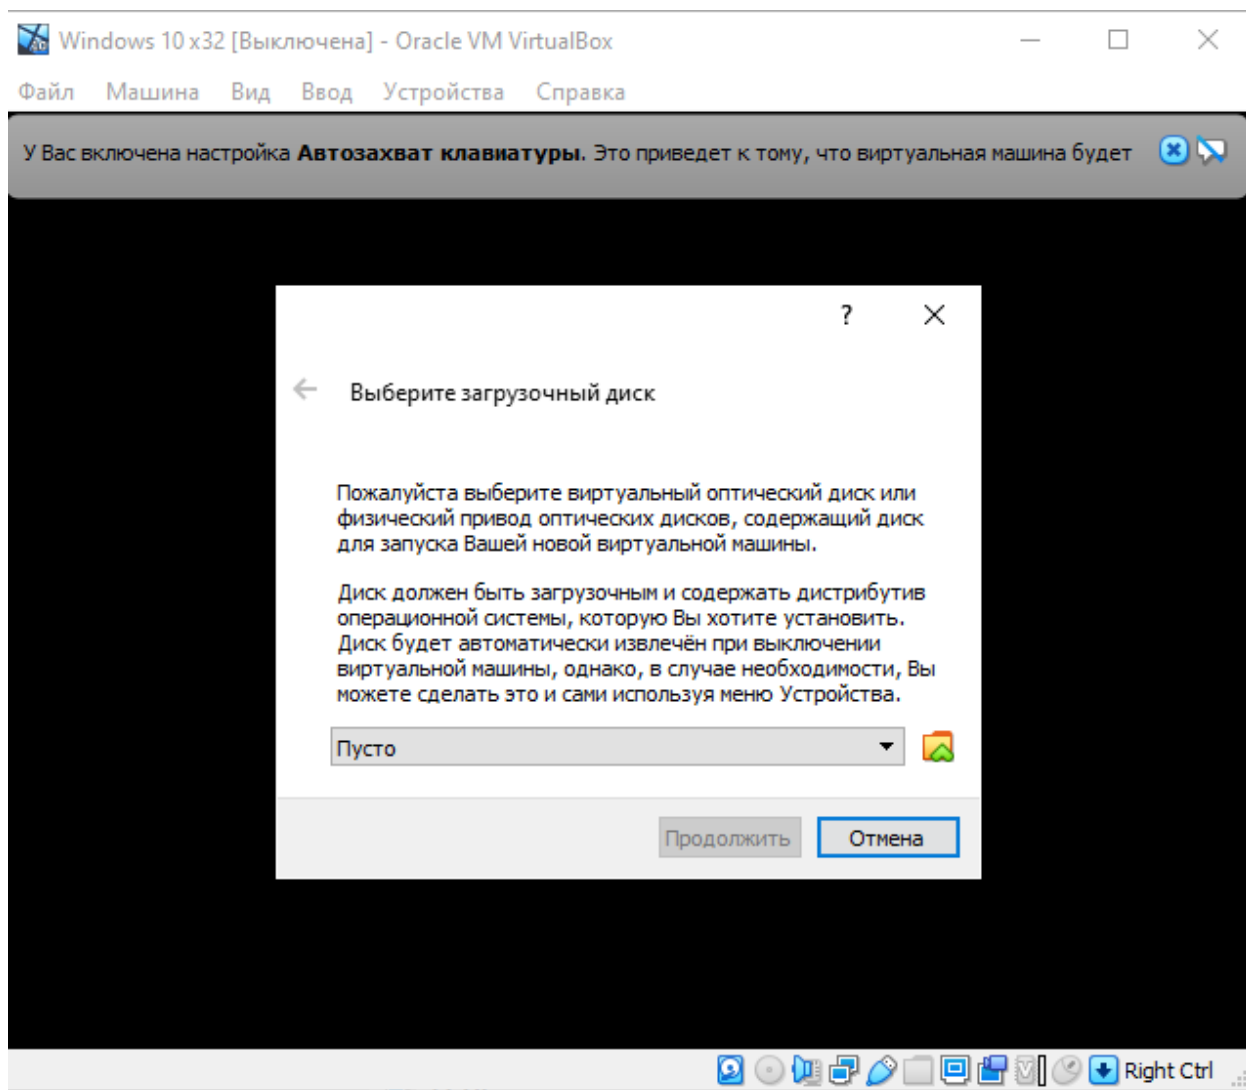 Windows 10 x32 [Выключена] - Oracle VM VirtualBox
Файл Машина Вид Ввод Устройства Справка
У Вас включена настройка Автозахват клавиатуры. Это приведет к тому, что виртуальная машина будет
?
Выберите загрузочный диск
Пожалуйста выберите виртуальный оптический диск или
физический привод оптических дисков, содержащий диск
для запуска Вашей новой виртуальной машины.
Диск должен быть загрузочным и содержать дистрибутив
операционной системы, которую Вы хотите установить.
Диск будет автоматически извлечён при выключении
виртуальной машины, однако, в случае необходимости, Вы
можете сделать это и сами используя меню Устройства.
Пусто
Продолжить Отмена
Right Ctrl